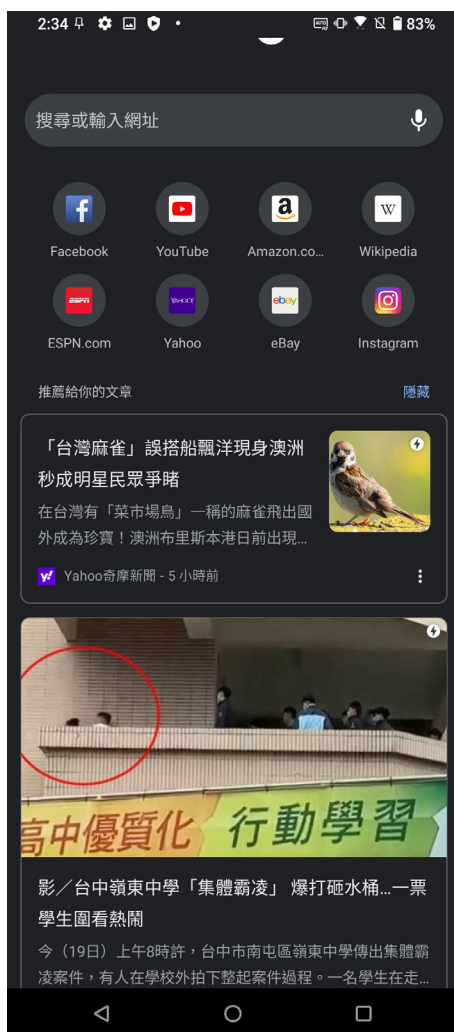 2:34
83%
搜尋或輸入網址
Facebook
YouTube
Amazon.co...
Wikipedia
ESPN.com
Yahoo
eBay
Instagram
推薦給你的文章
隱藏
「台灣麻雀」誤搭船飄洋現身澳洲
秒成明星民眾爭睹
在台灣有「菜市場鳥」一稱的麻雀飛出國
外成為珍寶！澳洲布里斯本港日前出現...
Yahoo奇摩新聞 - 5 小時前
高中優質化 行動學習
影／台中嶺東中學「集體霸凌」 爆打砸水桶...一票
學生圍看熱鬧
今（19日）上午8時許，台中市南屯區嶺東中學傳出集體霸
凌案件，有人在學校外拍下整起案件過程。一名學生在走...